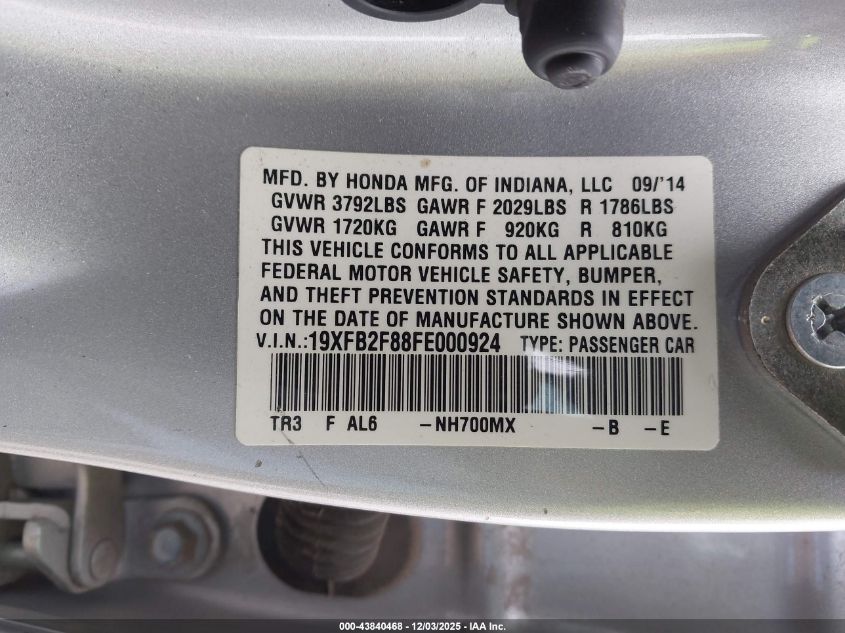 MFD. BY HONDA MFG. OF INDIANA, LLC 09/'14
GVWR 3792LBS GAWR F 2029LBS R 1786LBS
GVWR 1720KG GAWR F 920KG R 810KG
THIS VEHICLE CONFORMS TO ALL APPLICABLE
FEDERAL MOTOR VEHICLE SAFETY, BUMPER,
AND THEFT PREVENTION STANDARDS IN EFFECT
ON THE DATE OF MANUFACTURE SHOWN ABOVE.
V.I.N.:19XFB2F88FE000924 TYPE: PASSENGER CAR
TR3 F AL6 -NH700MX -B -E
000-43840468 - 12/03/2025 - IAA Inc.